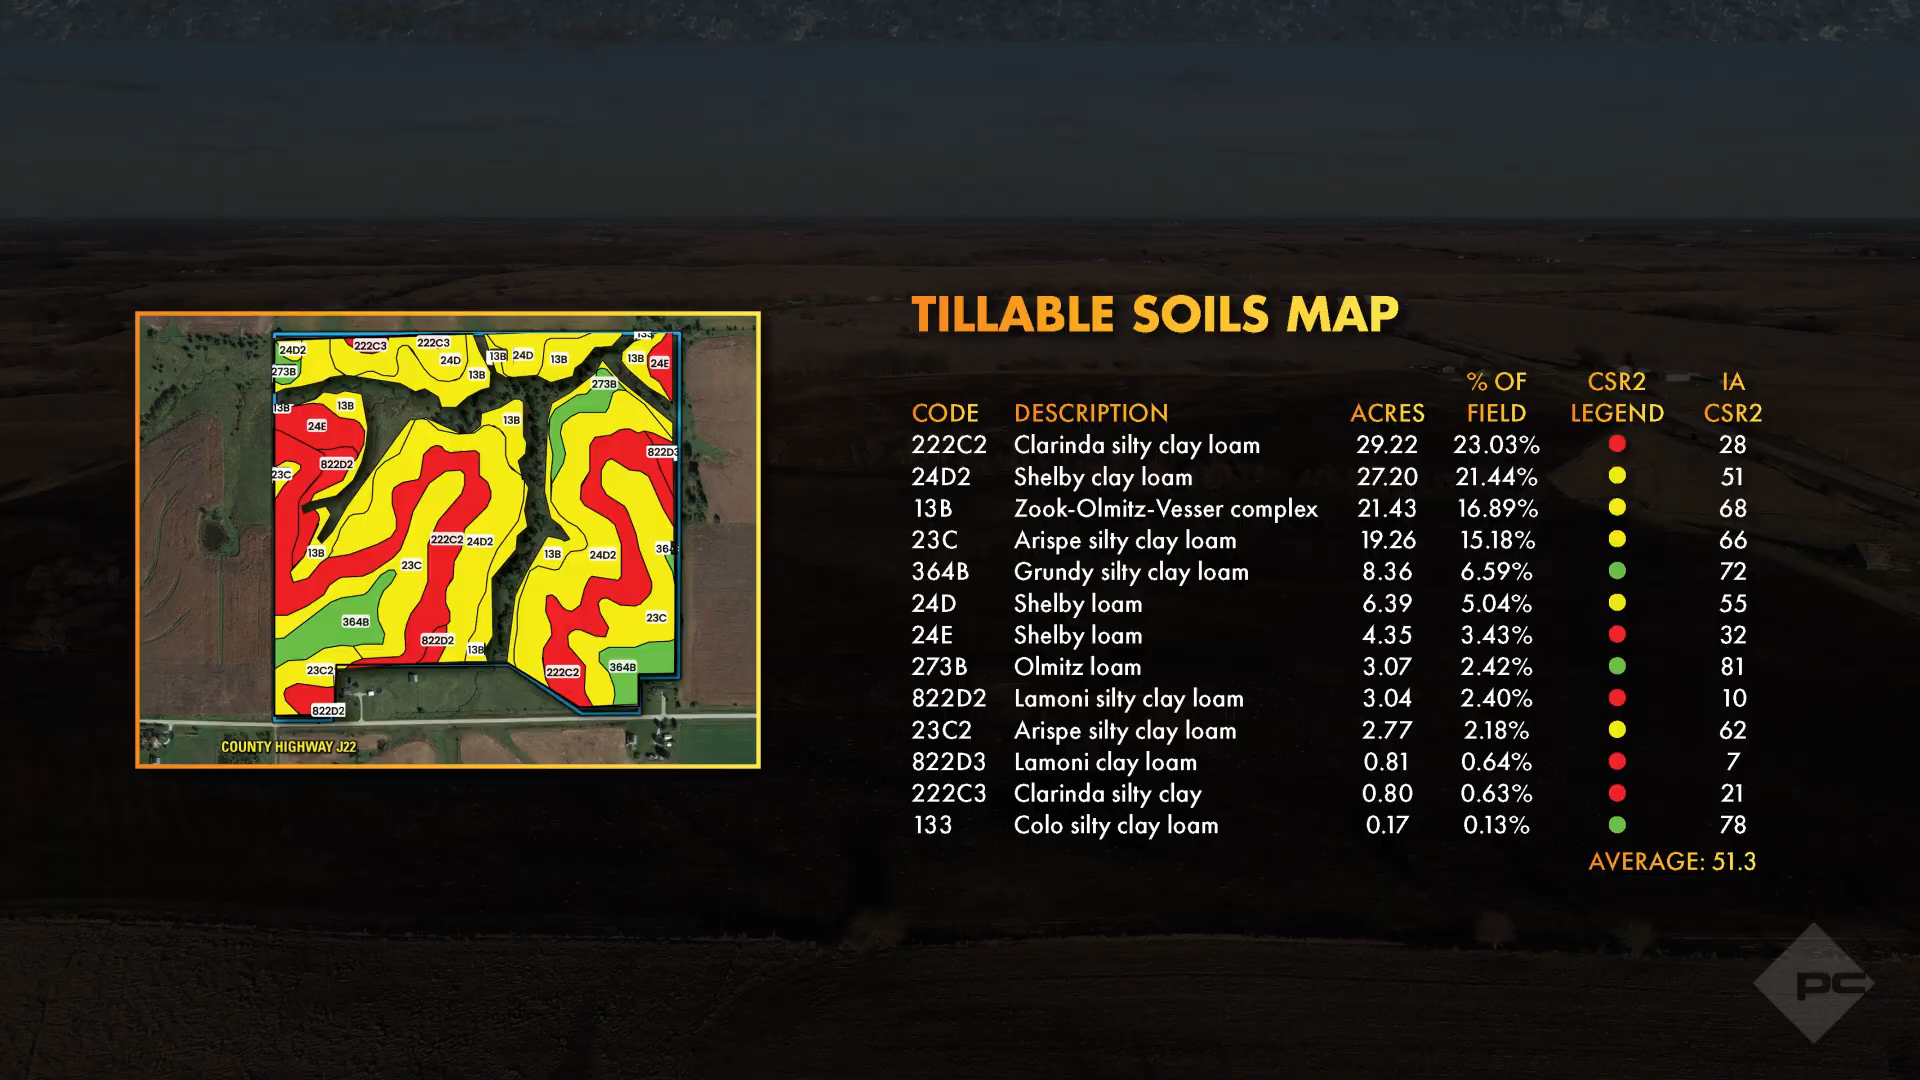 TILLABLE SOILS MAP
CODE DESCRIPTION ACRES % OF FIELD CSR2 LEGEND IA CSR2
222C2 Clarinda silty clay loam 29.22 23.03% 28
24D2 Shelby clay loam 27.20 21.44% 51
13B Zook-Olmitz-Vesser complex 21.43 16.89% 68
23C Arispe silty clay loam 19.26 15.18% 66
364B Grundy silty clay loam 8.36 6.59% 72
24D Shelby loam 6.39 5.04% 55
24E Shelby loam 4.35 3.43% 32
273B Olmitz loam 3.07 2.42% 81
822D2 Lamoni silty clay loam 3.04 2.40% 10
23C2 Arispe silty clay loam 2.77 2.18% 62
822D3 Lamoni clay loam 0.81 0.64% 7
222C3 Clarinda silty clay 0.80 0.63% 21
133 Colo silty clay loam 0.17 0.13% 78
AVERAGE: 51.3
24D2 222C3 222C3 24D 13B 24D 13B 13B 24E
273B 13B 273B
13B 13B 13B
24E
822D2 822D3
23C
222C2 24D2
13B 23C 13B 24D2 364
364B 23C
822D2 13B
23C2 222C2 364B
822D2
COUNTY HIGHWAY J22
PC